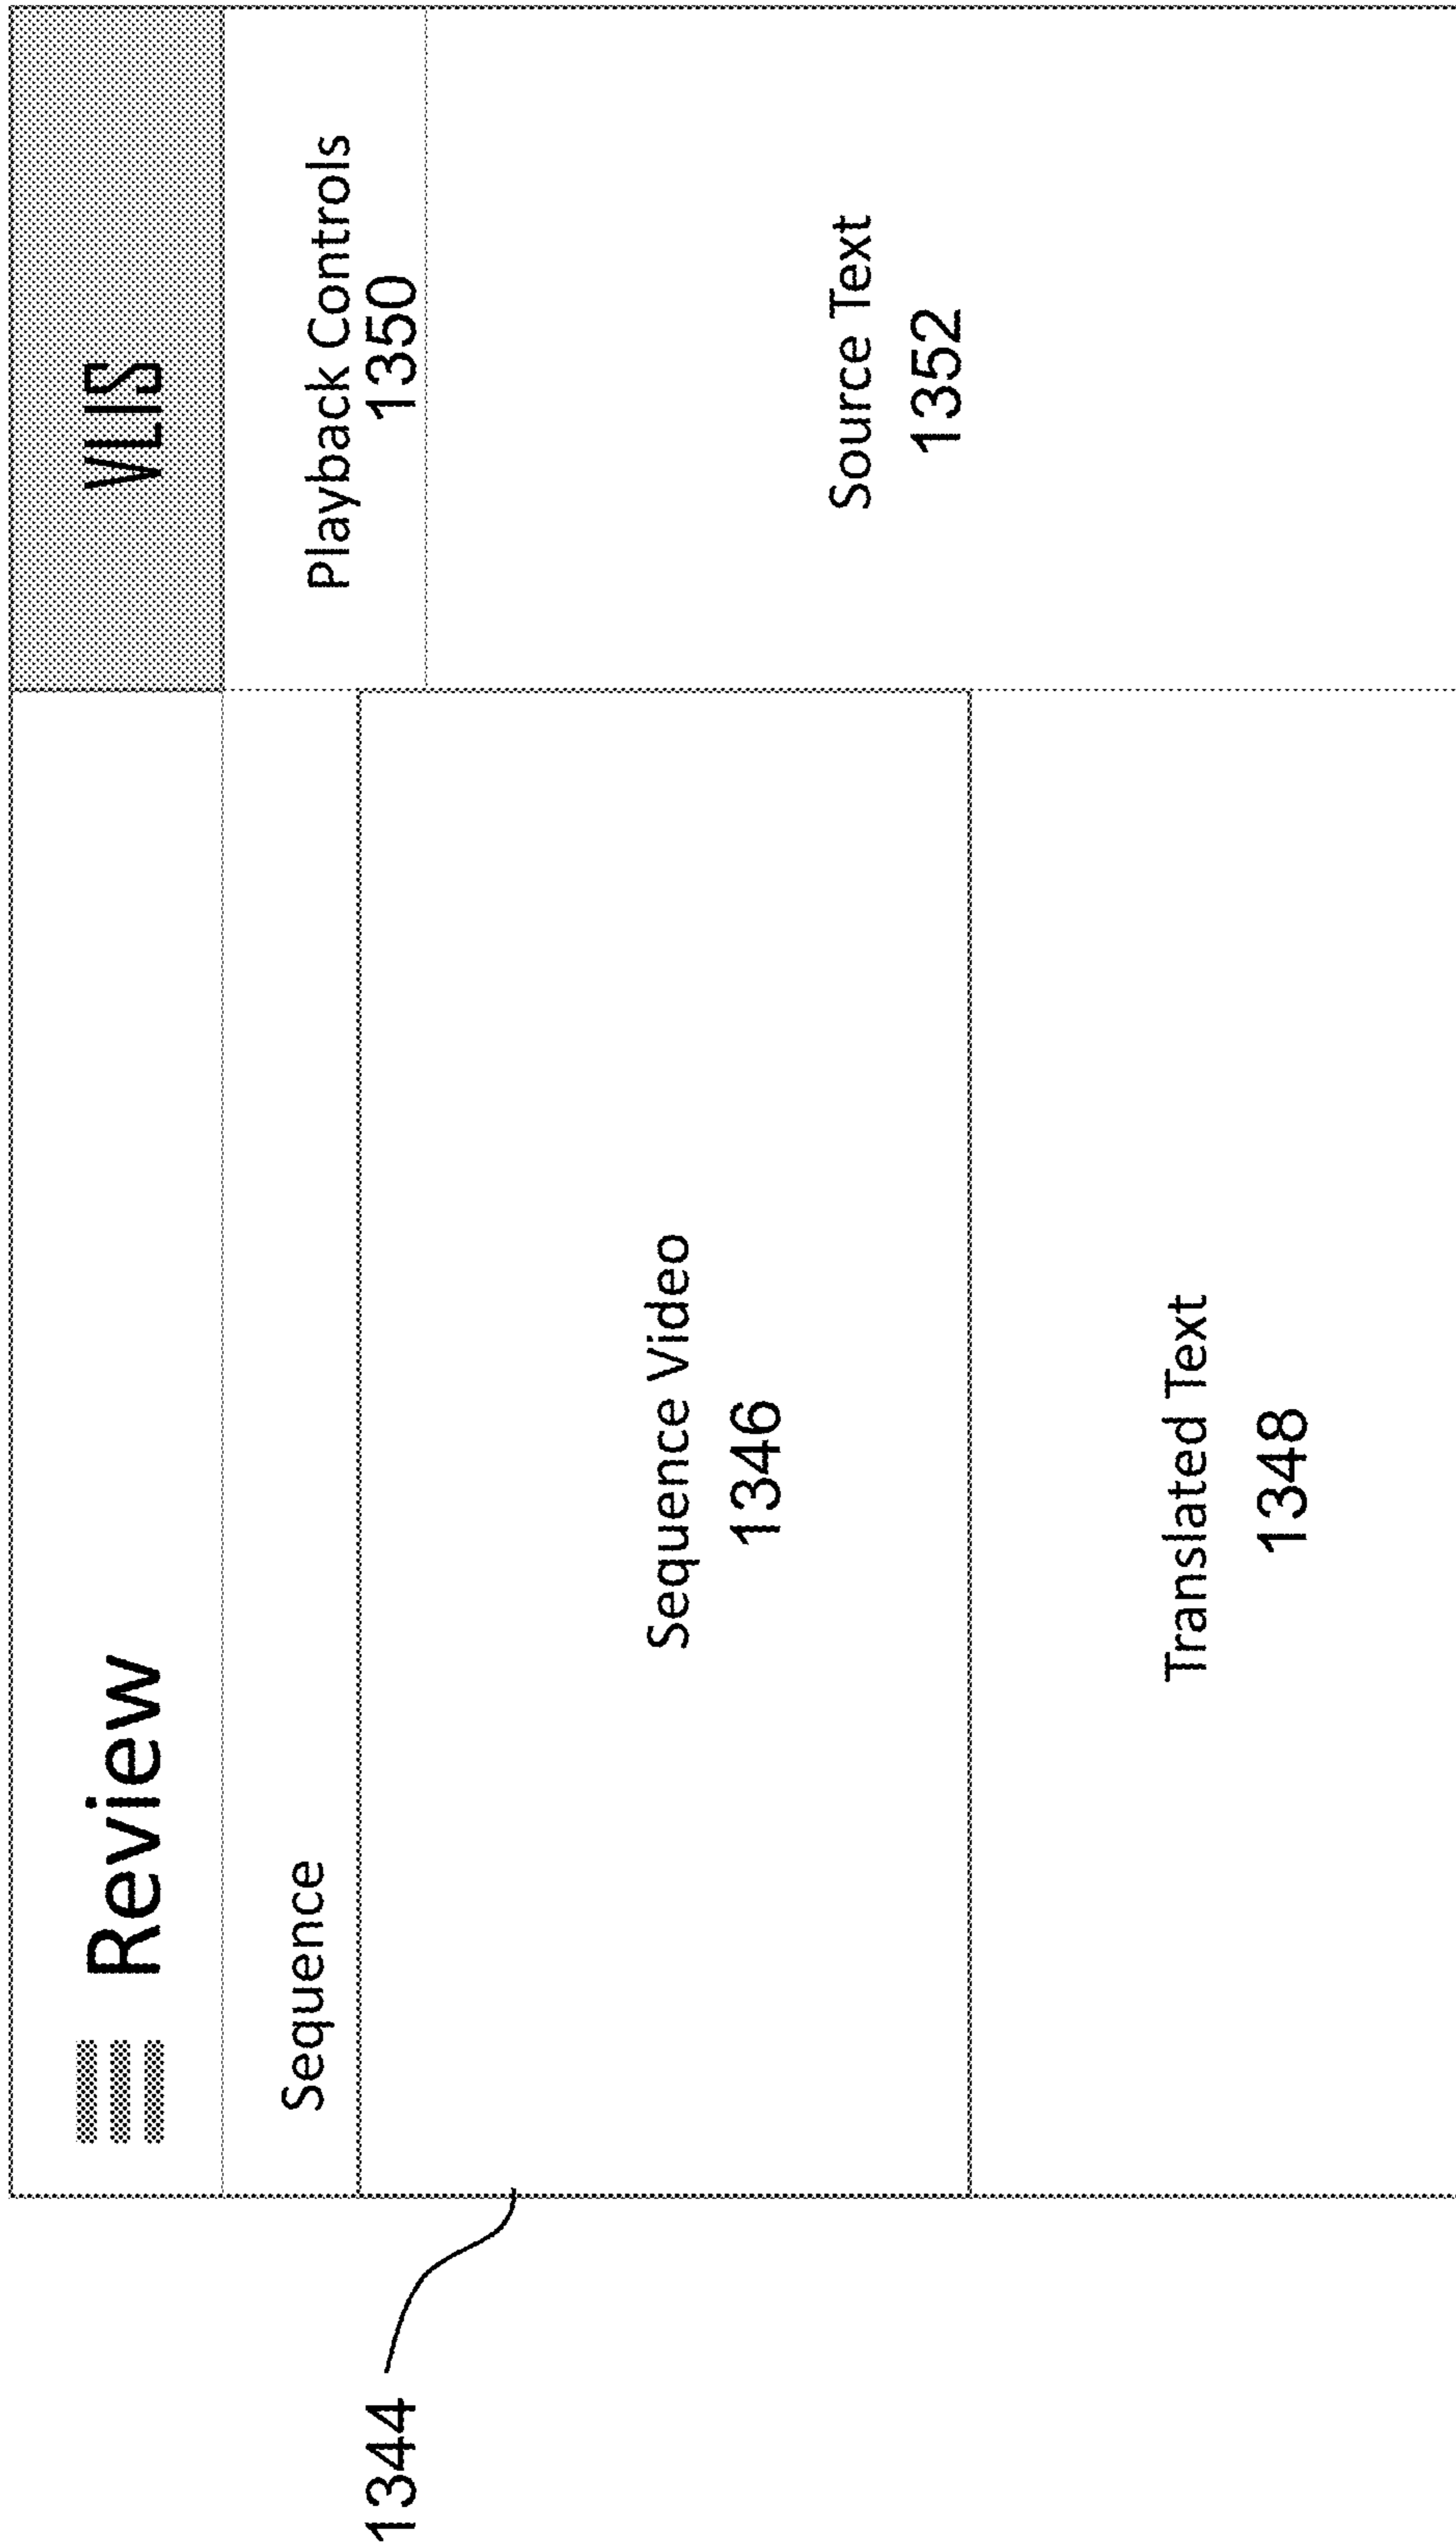 Review
VLIS
Sequence
Playback Controls
1350
1344
Sequence Video
1346
Source Text
1352
Translated Text
1348